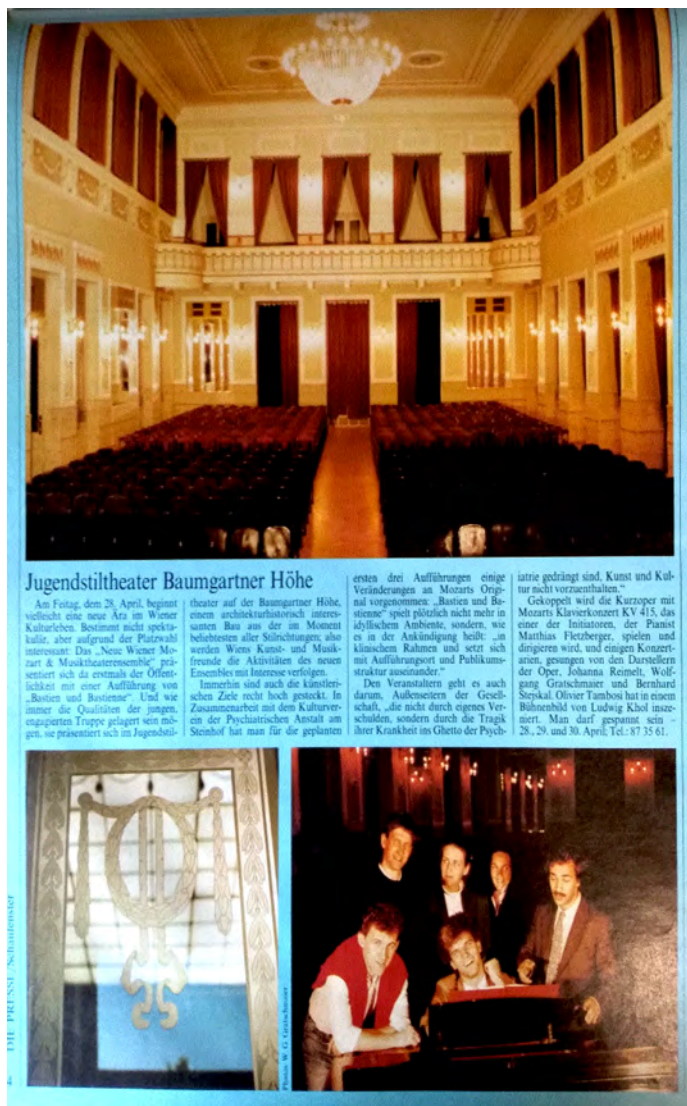 Jugendstiltheater Baumgartner Höhe
Am Feitag, dem 28. April, beginnt
vielleicht eine neue Ära im Wiener
Kulturleben. Bestimmt nicht spekta-
kulär, aber aufgrund der Platzwahl
interessant: Das „Neue Wiener Mo-
zart & Musiktheaterensemble“ prä-
sentiert sich da erstmals der Öffent-
lichkeit mit einer Aufführung von
„Bastien und Bastienne“. Und wie
immer die Qualitäten der jungen,
engagierten Truppe gelagert sein mö-
gen, sie präsentiert sich im Jugendstil-
theater auf der Baumgartner Höhe,
einem architekturhistorisch interes-
santen Bau aus der im Moment
beliebtesten aller Stilrichtungen; also
werden Wiens Kunst- und Musik-
freunde die Aktivitäten des neuen
Ensembles mit Interesse verfolgen.
Immerhin sind auch die künstleri-
schen Ziele recht hoch gesteckt. In
Zusammenarbeit mit dem Kulturver-
ein der Psychiatrischen Anstalt am
Steinhof hat man für die geplanten
ersten drei Aufführungen einige
Veränderungen an Mozarts Origi-
nal vorgenommen: „Bastien und Ba-
stienne“ spielt plötzlich nicht mehr in
idyllischem Ambiente, sondern, wie
es in der Ankündigung heißt: „in
klinischem Rahmen und setzt sich
mit Aufführungsort und Publikums-
struktur auseinander.“
Den Veranstaltern geht es auch
darum, Außenseitern der Gesell-
schaft, „die nicht durch eigenes Ver-
schulden, sondern durch die Tragik
ihrer Krankheit ins Ghetto der Psych-
iatrie gedrängt sind, Kunst und Kul-
tur nicht vorzuenthalten.“
Gekoppelt wird die Kurzoper mit
Mozarts Klavierkonzert KV 415, das
einer der Initiatoren, der Pianist
Matthias Fletzberger, spielen und
dirigieren wird, und einigen Konzert-
arien, gesungen von den Darstellern
der Oper, Johanna Reimelt, Wolf-
gang Gratschmaier und Bernhard
Stejskal. Olivier Tambosi hat in einem
Bühnenbild von Ludwig Khol insze-
niert. Man darf gespannt sein –
28., 29. und 30. April; Tel.: 87 35 61.
DIE PRESSE/Schaufenster
Photos: W. G. Gratschmaier